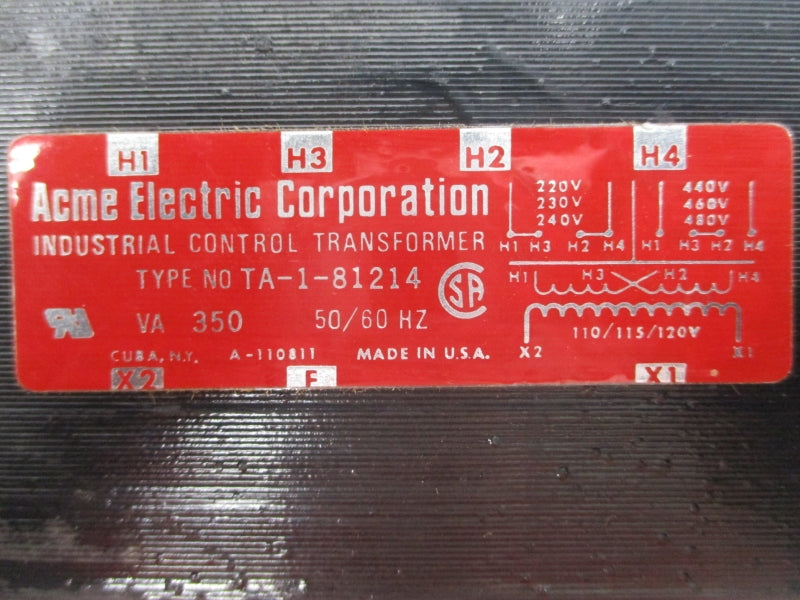 H1 H3 H2 H4
Acme Electric Corporation
INDUSTRIAL CONTROL TRANSFORMER
TYPE NO TA-1-81214
VA 350 50/60 HZ
CUBA, N.Y. A-110811 MADE IN U.S.A.
SA
220V
230V
240V
H1 H3 H2 H4
440V
460V
480V
H1 H3 H2 H4
H1 H3 H2 H4
110/115/120V
X2 X1
X2 F X1